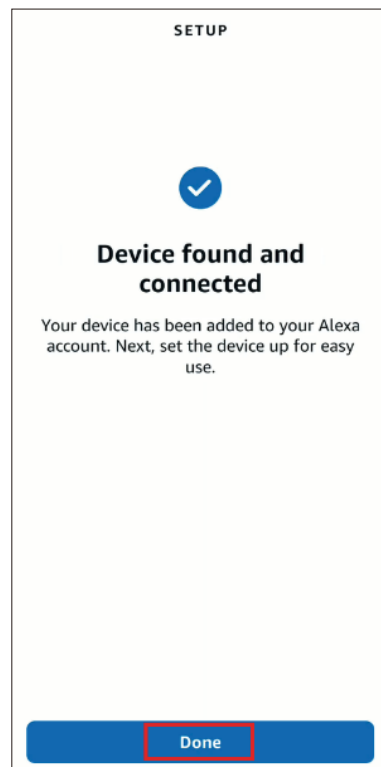 SETUP
Device found and
connected
Your device has been added to your Alexa
account. Next, set the device up for easy
use.
Done